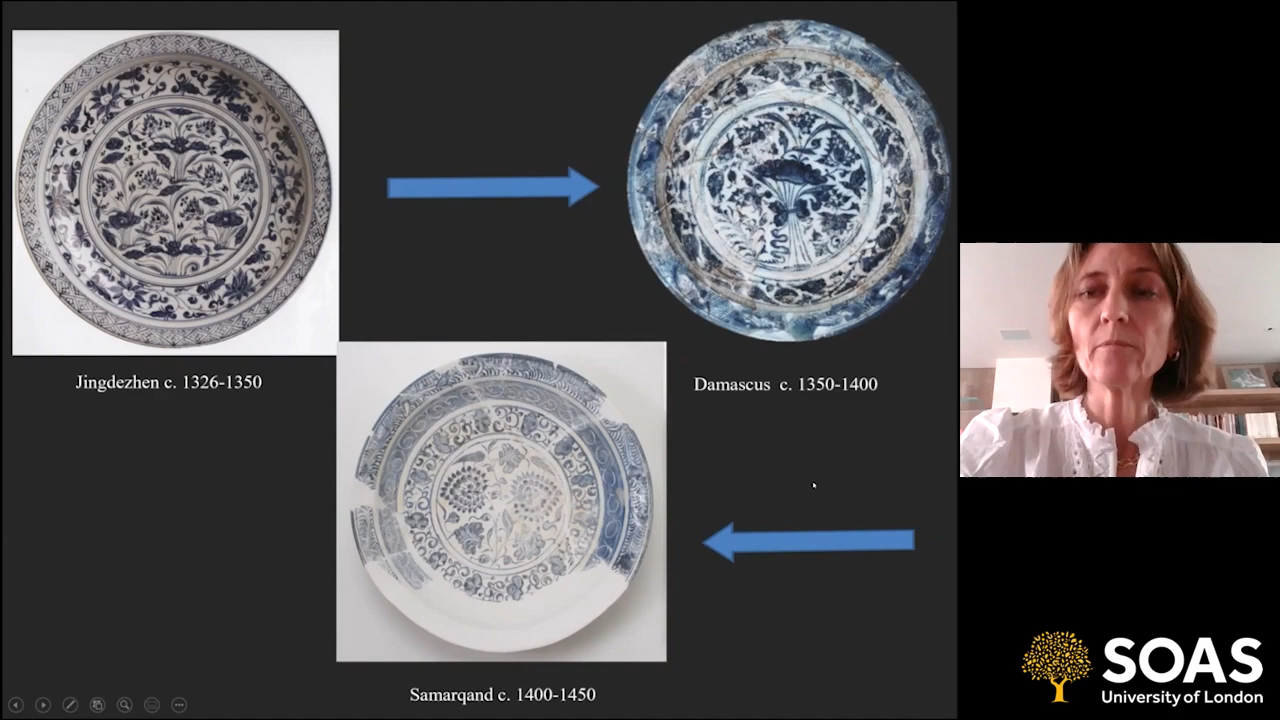 Jingdezhen c. 1326-1350
Damascus c. 1350-1400
Samarqand c. 1400-1450
SOAS
University of London